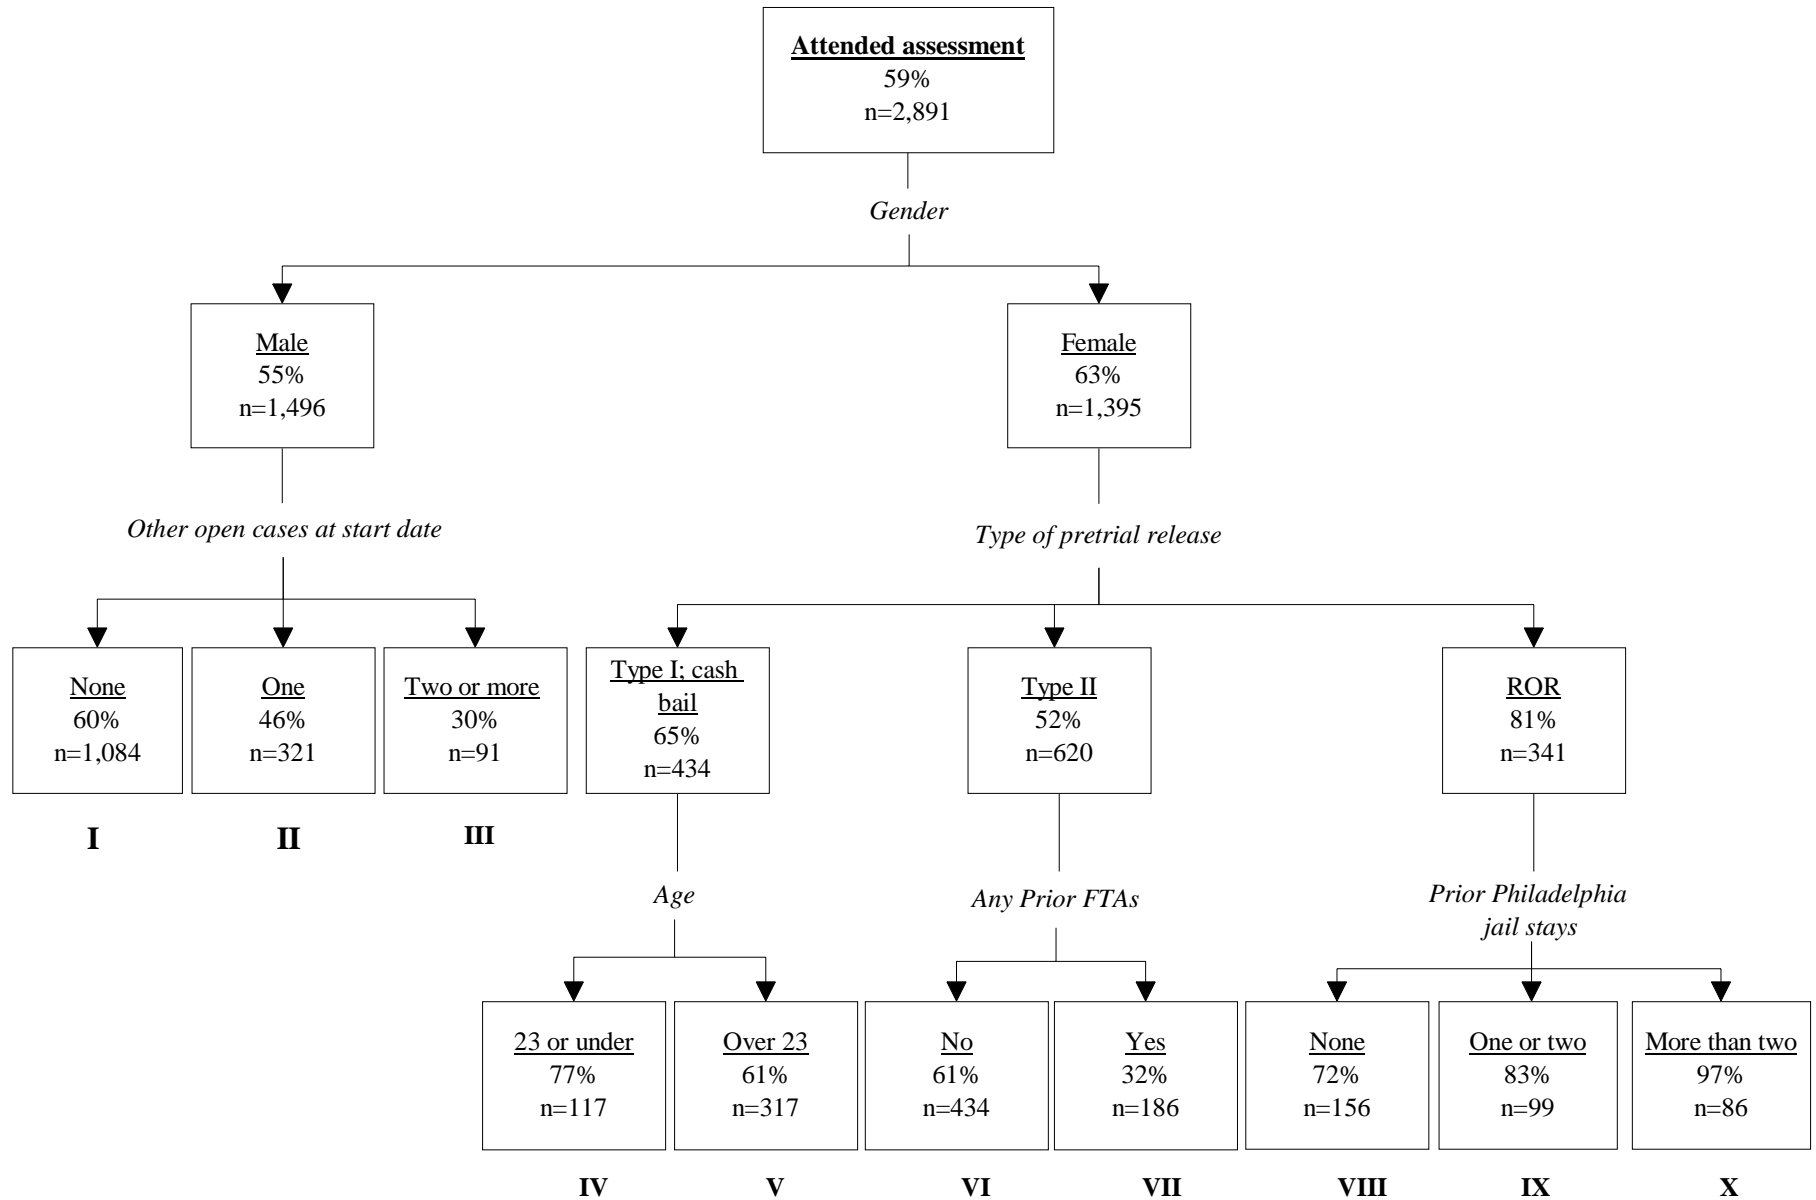 Attended assessment
59%
n=2,891
Gender
Male
55%
n=1,496
Female
63%
n=1,395
Other open cases at start date
Type of pretrial release
None
60%
n=1,084
One
46%
n=321
Two or more
30%
n=91
Type I; cash
bail
65%
n=434
Type II
52%
n=620
ROR
81%
n=341
I
II
III
Age
Any Prior FTAs
Prior Philadelphia
jail stays
23 or under
77%
n=117
Over 23
61%
n=317
No
61%
n=434
Yes
32%
n=186
None
72%
n=156
One or two
83%
n=99
More than two
97%
n=86
IV
V
VI
VII
VIII
IX
X